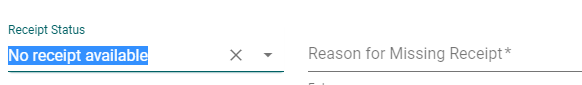 Receipt Status
No receipt available
Reason for Missing Receipt*